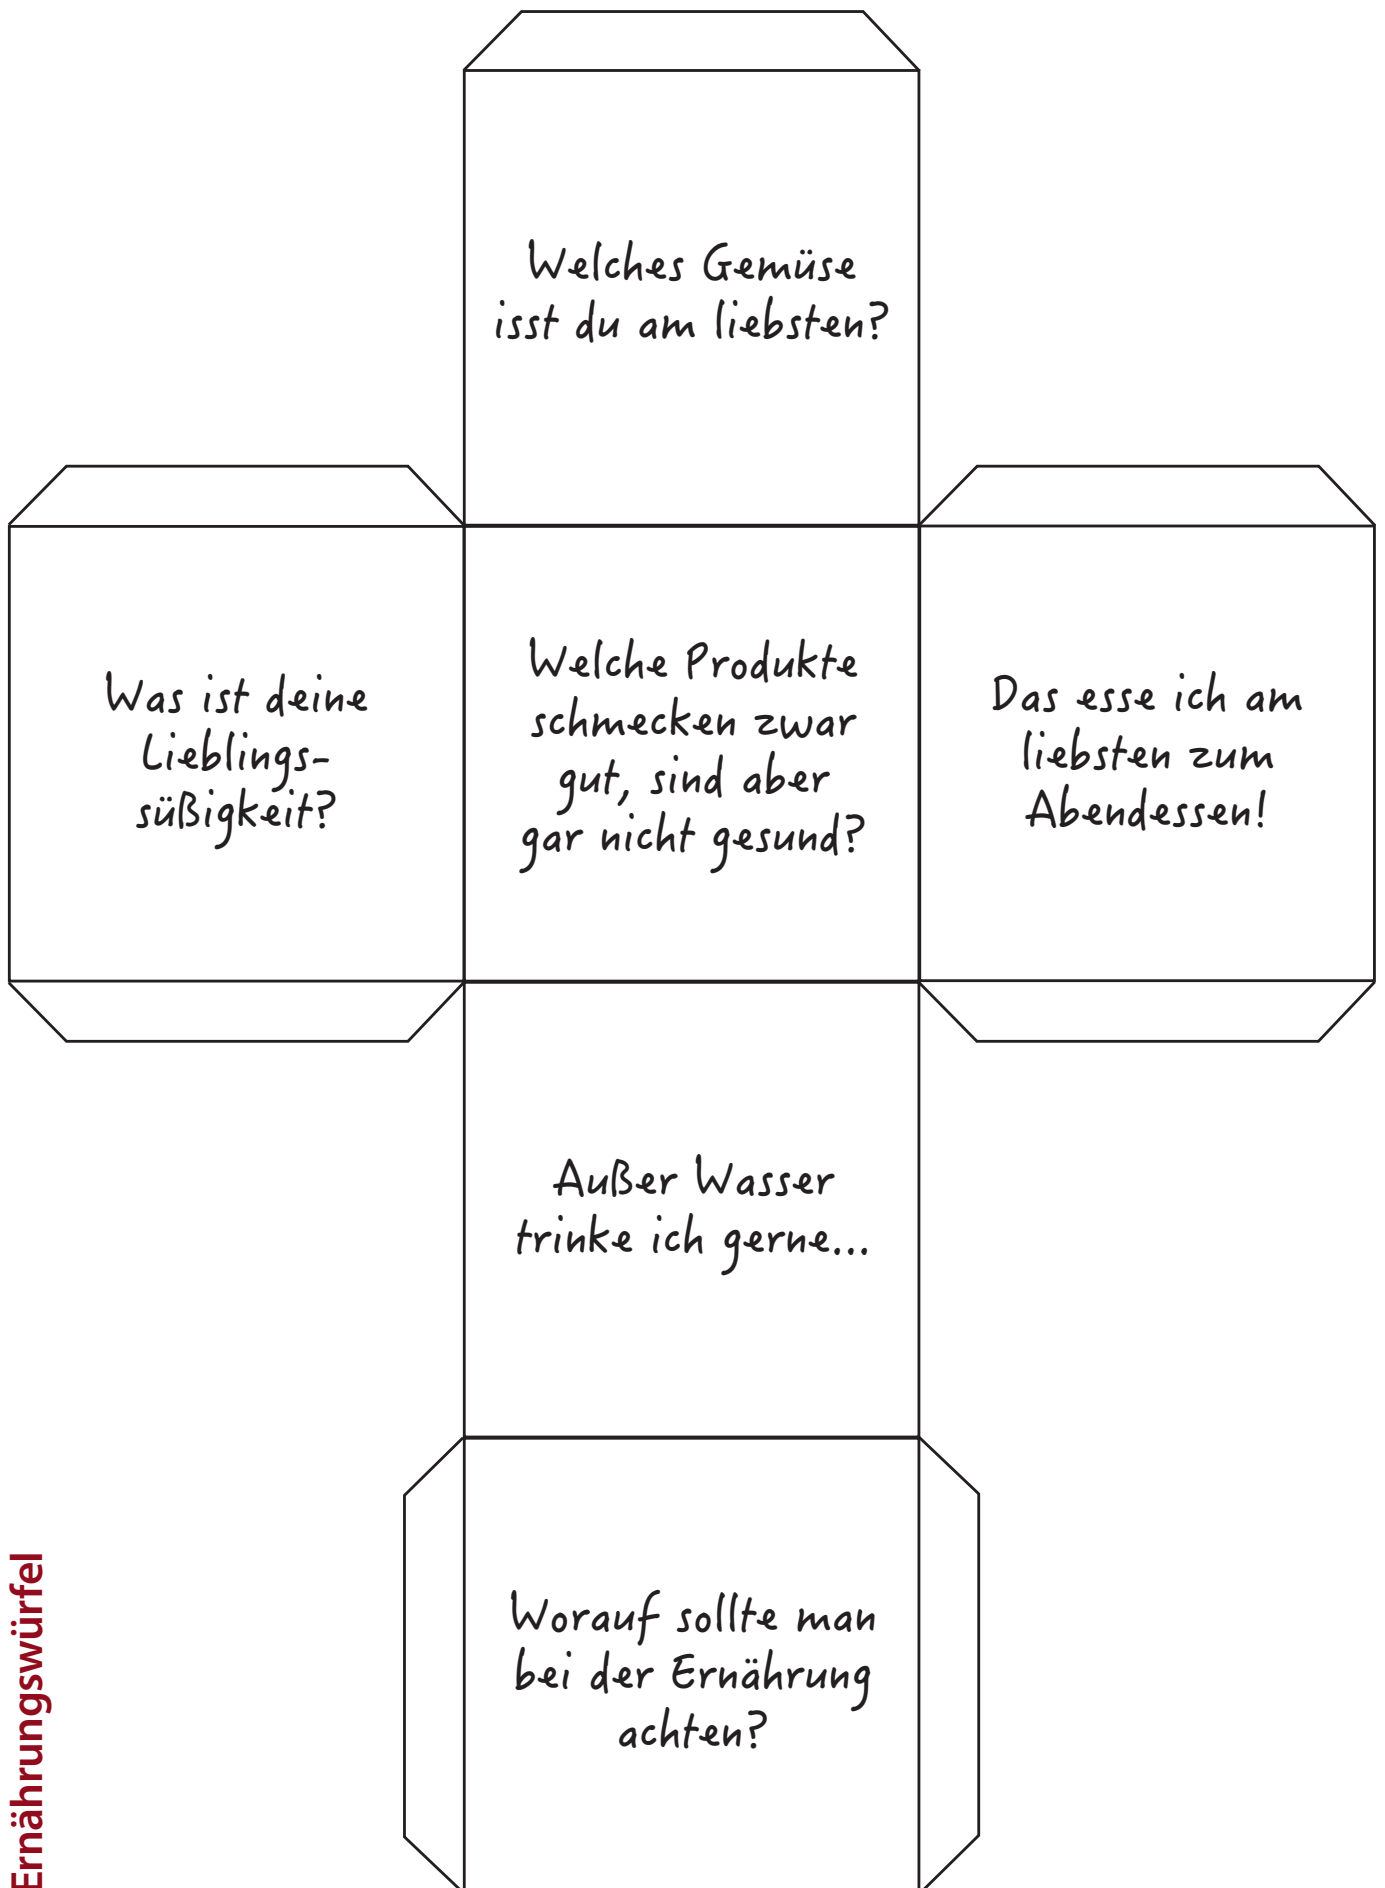 Welches Gemüse
isst du am liebsten?
Was ist deine
Lieblings-
süßigkeit?
Welche Produkte
schmecken zwar
gut, sind aber
gar nicht gesund?
Das esse ich am
liebsten zum
Abendessen!
Außer Wasser
trinke ich gerne...
Worauf sollte man
bei der Ernährung
achten?
Ernährungswürfel